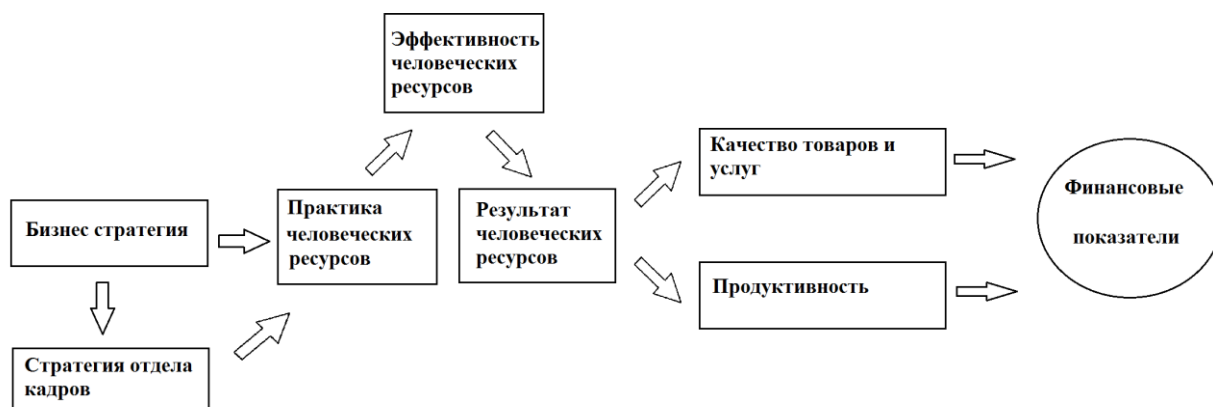 Эффективность
человеческих
ресурсов
Качество товаров и
услуг
Финансовые
показатели
Практика
человеческих
ресурсов
Результат
человеческих
ресурсов
Бизнес стратегия
Продуктивность
Стратегия отдела
кадров